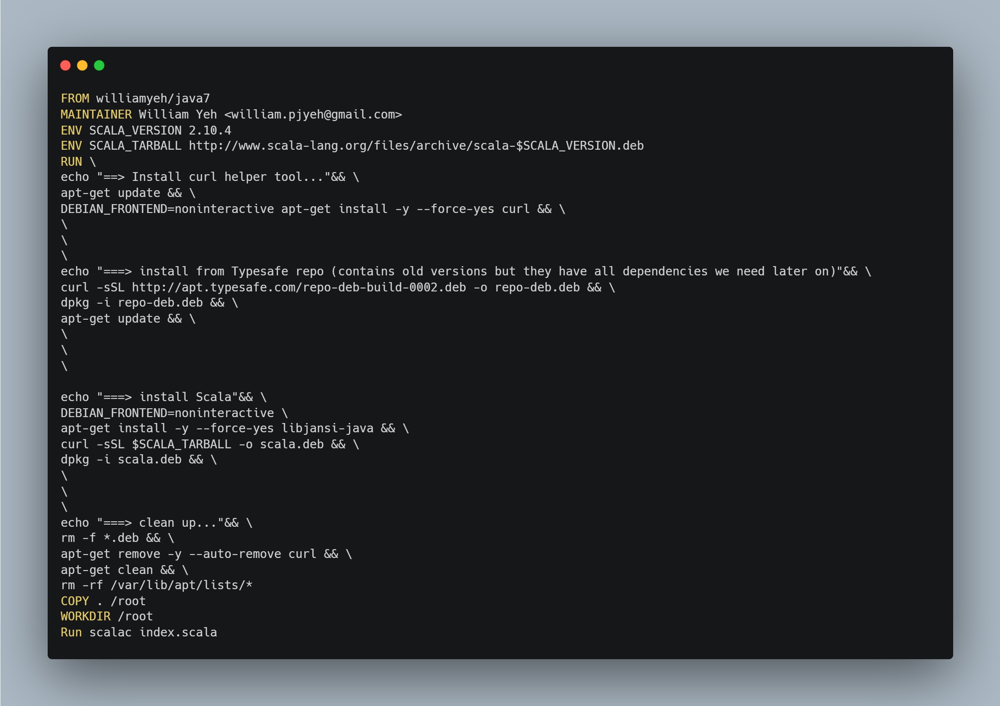 FROM williamyeh/java7
MAINTAINER William Yeh <william.pjyeh@gmail.com>
ENV SCALA_VERSION 2.10.4
ENV SCALA_TARBALL http://www.scala-lang.org/files/archive/scala-$SCALA_VERSION.deb
RUN \
echo "==> Install curl helper tool..."&& \
apt-get update && \
DEBIAN_FRONTEND=noninteractive apt-get install -y --force-yes curl && \
\
\
\
echo "===> install from Typesafe repo (contains old versions but they have all dependencies we need later on)"&& \
curl -sSL http://apt.typesafe.com/repo-deb-build-0002.deb -o repo-deb.deb && \
dpkg -i repo-deb.deb && \
apt-get update && \
\
\
\
echo "===> install Scala"&& \
DEBIAN_FRONTEND=noninteractive \
apt-get install -y --force-yes libjansi-java && \
curl -sSL $SCALA_TARBALL -o scala.deb && \
dpkg -i scala.deb && \
\
\
\
echo "===> clean up..."&& \
rm -f *.deb && \
apt-get remove -y --auto-remove curl && \
apt-get clean && \
rm -rf /var/lib/apt/lists/*
COPY . /root
WORKDIR /root
Run scalac index.scala